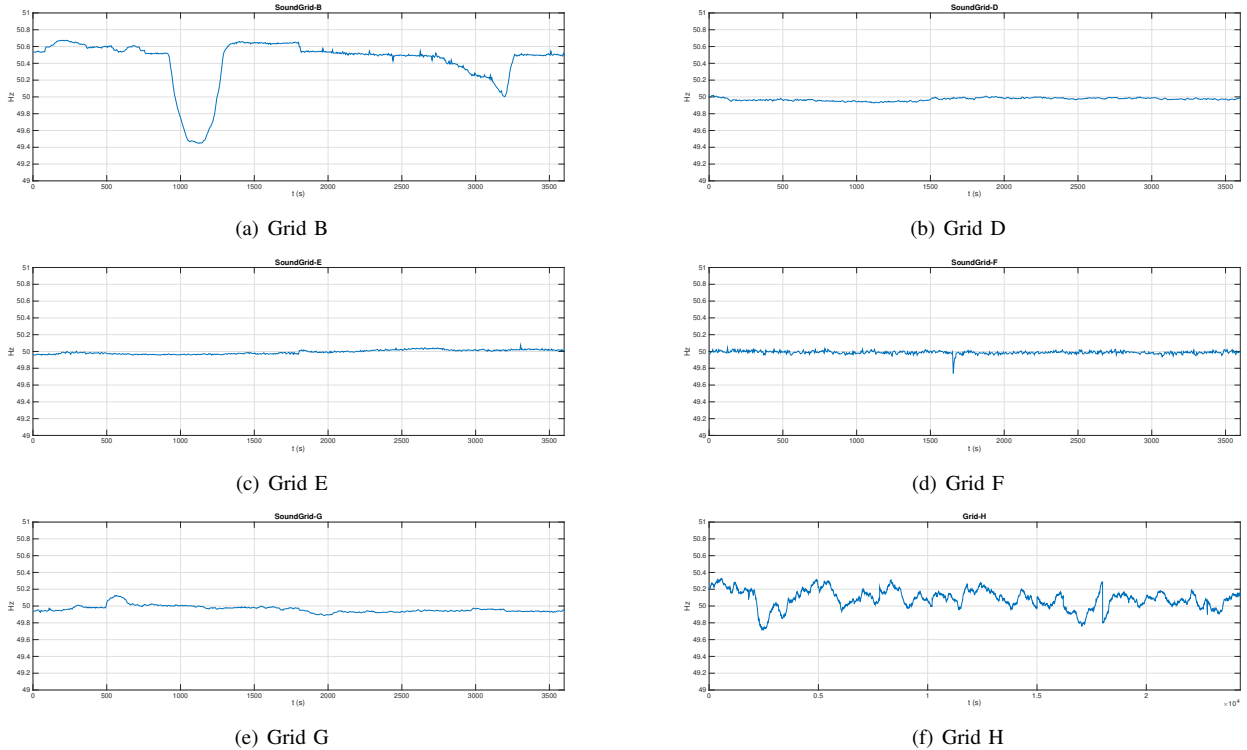 SoundGrid-B
51
50.8
50.6
50.4
50.2
50
49.8
49.6
49.4
49.2
49
Hz
0 500 1000 1500 2000 2500 3000 3500
t (s)
(a) Grid B
SoundGrid-D
51
50.8
50.6
50.4
50.2
50
49.8
49.6
49.4
49.2
49
Hz
0 500 1000 1500 2000 2500 3000 3500
t (s)
(b) Grid D
SoundGrid-E
51
50.8
50.6
50.4
50.2
50
49.8
49.6
49.4
49.2
49
Hz
0 500 1000 1500 2000 2500 3000 3500
t (s)
(c) Grid E
SoundGrid-F
51
50.8
50.6
50.4
50.2
50
49.8
49.6
49.4
49.2
49
Hz
0 500 1000 1500 2000 2500 3000 3500
t (s)
(d) Grid F
SoundGrid-G
51
50.8
50.6
50.4
50.2
50
49.8
49.6
49.4
49.2
49
Hz
0 500 1000 1500 2000 2500 3000 3500
t (s)
(e) Grid G
Grid-H
51
50.8
50.6
50.4
50.2
50
49.8
49.6
49.4
49.2
49
Hz
0 0.5 1 1.5 2
t (s)
×10⁴
(f) Grid H